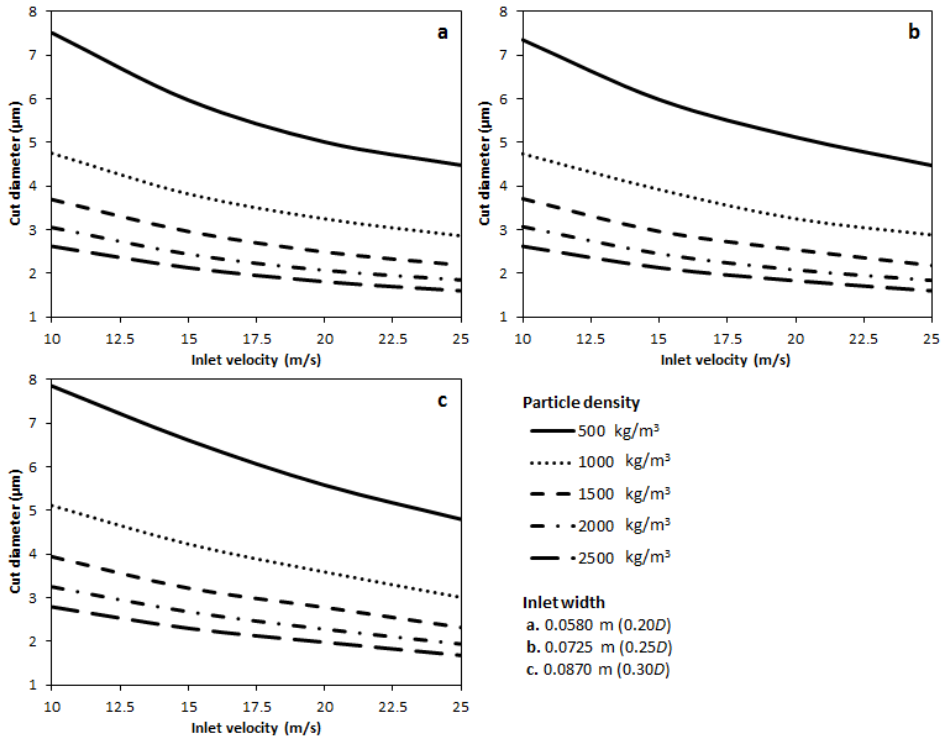 a
8
7
6
5
4
3
2
1
Cut diameter (μm)
10 12.5 15 17.5 20 22.5 25
Inlet velocity (m/s)
b
8
7
6
5
4
3
2
1
Cut diameter (μm)
10 12.5 15 17.5 20 22.5 25
Inlet velocity (m/s)
c
8
7
6
5
4
3
2
1
Cut diameter (μm)
10 12.5 15 17.5 20 22.5 25
Inlet velocity (m/s)
Particle density
500 kg/m³
1000 kg/m³
1500 kg/m³
2000 kg/m³
2500 kg/m³
Inlet width
a. 0.0580 m (0.20D)
b. 0.0725 m (0.25D)
c. 0.0870 m (0.30D)